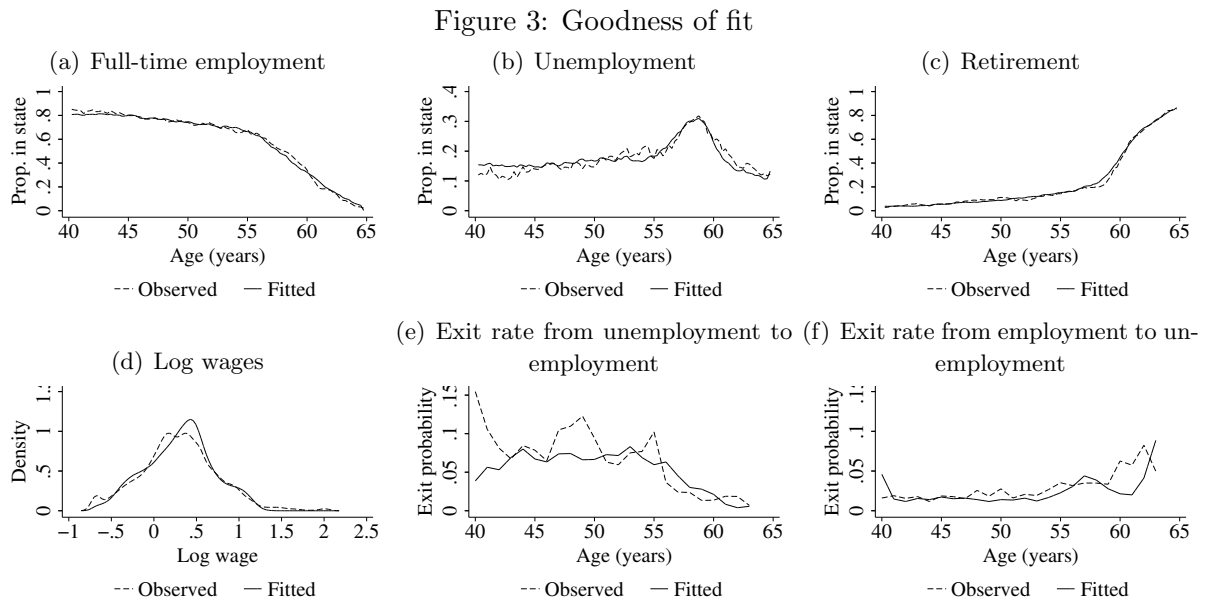 Figure 3: Goodness of fit
(a) Full-time employment
Prop. in state
0 .2 .4 .6 .8 1
40 45 50 55 60 65
Age (years)
Observed Fitted
(b) Unemployment
Prop. in state
0 .1 .2 .3 .4
40 45 50 55 60 65
Age (years)
Observed Fitted
(c) Retirement
Prop. in state
0 .2 .4 .6 .8 1
40 45 50 55 60 65
Age (years)
Observed Fitted
(d) Log wages
Density
0 .5 1 1.5
−1 −.5 0 .5 1 1.5 2 2.5
Log wage
Observed Fitted
(e) Exit rate from unemployment to
employment
Exit probability
0 .05 .1 .15
40 45 50 55 60 65
Age (years)
Observed Fitted
(f) Exit rate from employment to un-
employment
Exit probability
0 .05 .1 .15
40 45 50 55 60 65
Age (years)
Observed Fitted